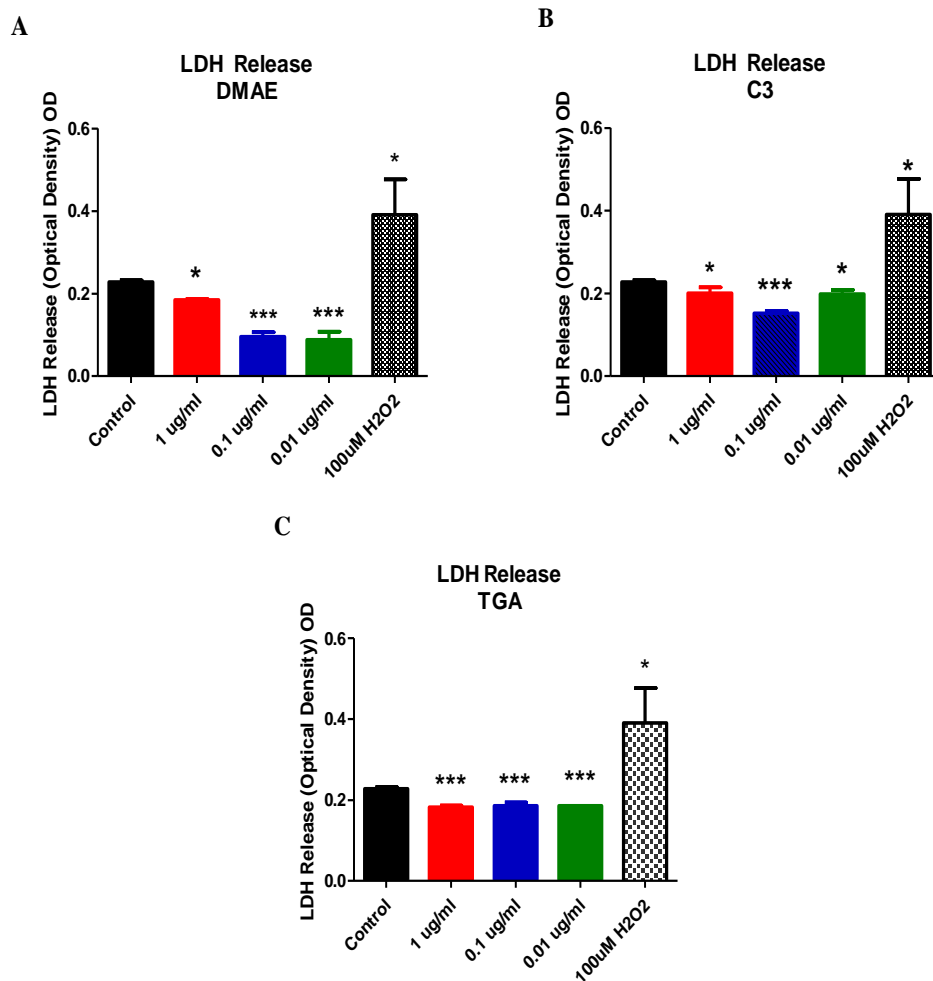 A
LDH Release
DMAE
LDH Release (Optical Density) OD
0.6
0.4
0.2
0.0
*
***
***
*
Control
1 ug/ml
0.1 ug/ml
0.01 ug/ml
100uM H2O2
B
LDH Release
C3
LDH Release (Optical Density) OD
0.6
0.4
0.2
0.0
*
***
*
*
Control
1 ug/ml
0.1 ug/ml
0.01 ug/ml
100uM H2O2
C
LDH Release
TGA
LDH Release (Optical Density) OD
0.6
0.4
0.2
0.0
***
***
***
*
Control
1 ug/ml
0.1 ug/ml
0.01 ug/ml
100uM H2O2